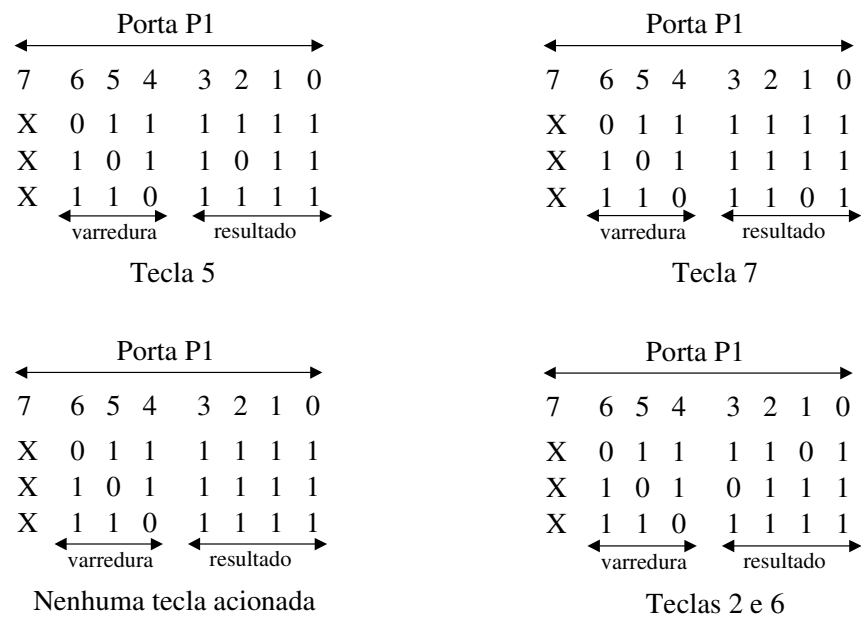 Porta P1
7 6 5 4 3 2 1 0
X 0 1 1 1 1 1 1
X 1 0 1 1 0 1 1
X 1 1 0 1 1 1 1
varredura resultado
Tecla 5
Porta P1
7 6 5 4 3 2 1 0
X 0 1 1 1 1 1 1
X 1 0 1 1 1 1 1
X 1 1 0 1 1 0 1
varredura resultado
Tecla 7
Porta P1
7 6 5 4 3 2 1 0
X 0 1 1 1 1 1 1
X 1 0 1 1 1 1 1
X 1 1 0 1 1 1 1
varredura resultado
Nenhuma tecla acionada
Porta P1
7 6 5 4 3 2 1 0
X 0 1 1 1 1 0 1
X 1 0 1 0 1 1 1
X 1 1 0 1 1 1 1
varredura resultado
Teclas 2 e 6